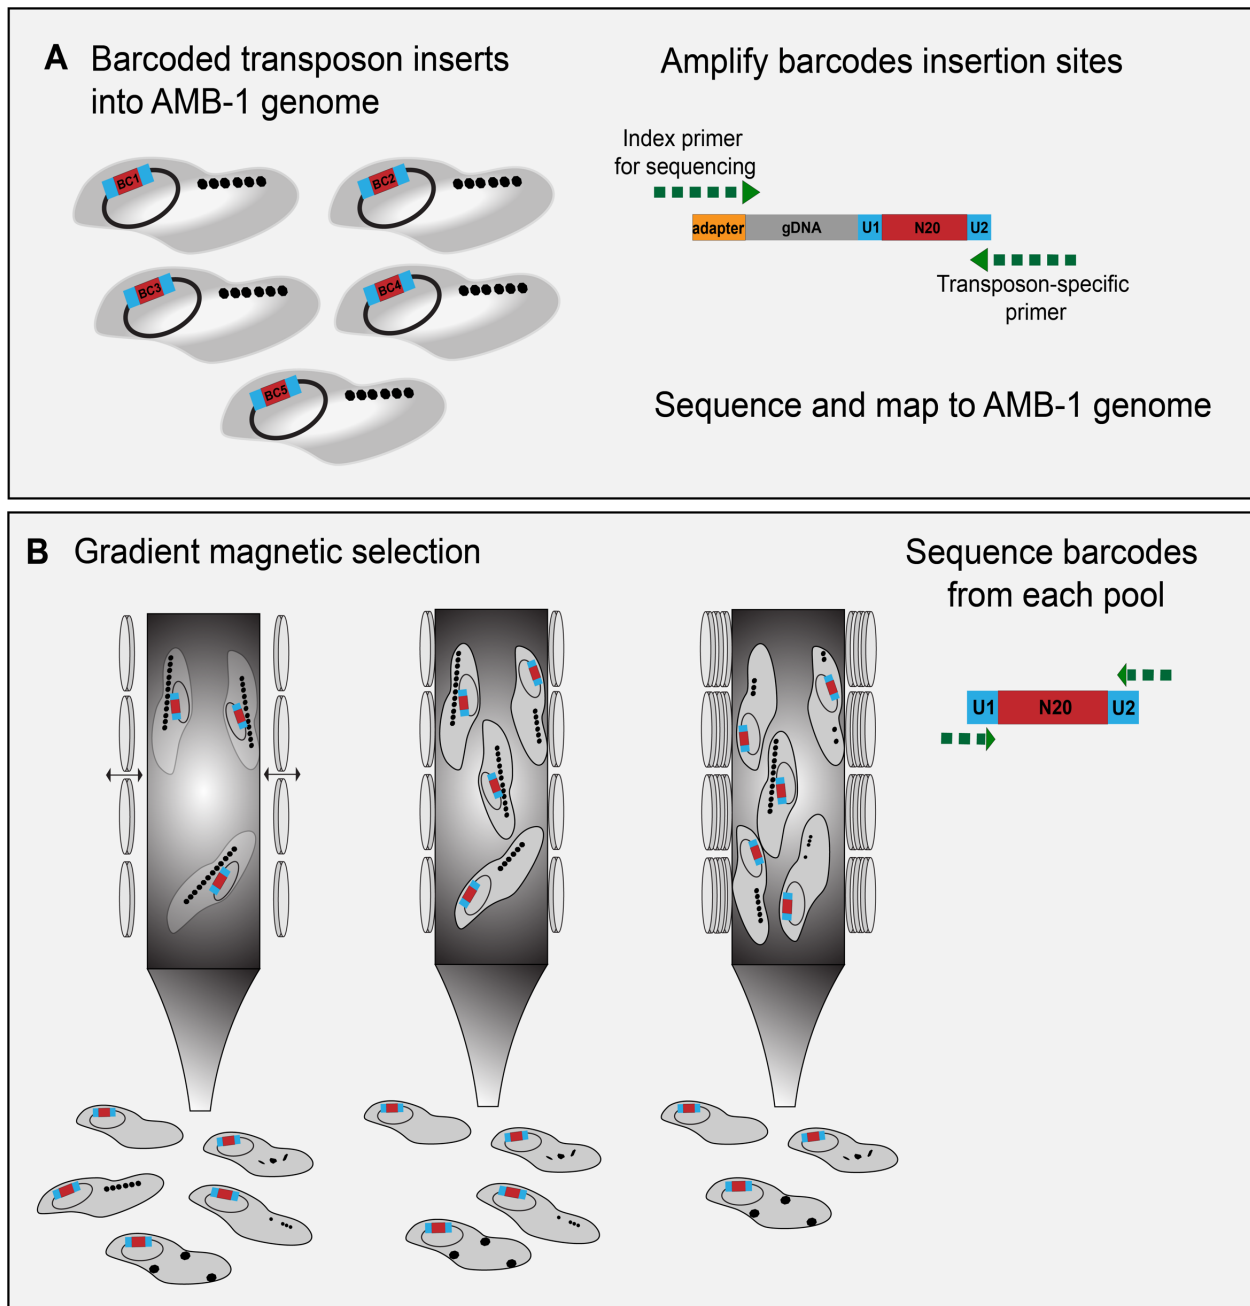 A Barcoded transposon inserts
into AMB-1 genome
BC1
BC2
BC3
BC4
BC5
Amplify barcodes insertion sites
Index primer
for sequencing
adapter gDNA U1 N20 U2
Transposon-specific
primer
Sequence and map to AMB-1 genome
B Gradient magnetic selection
Sequence barcodes
from each pool
U1 N20 U2